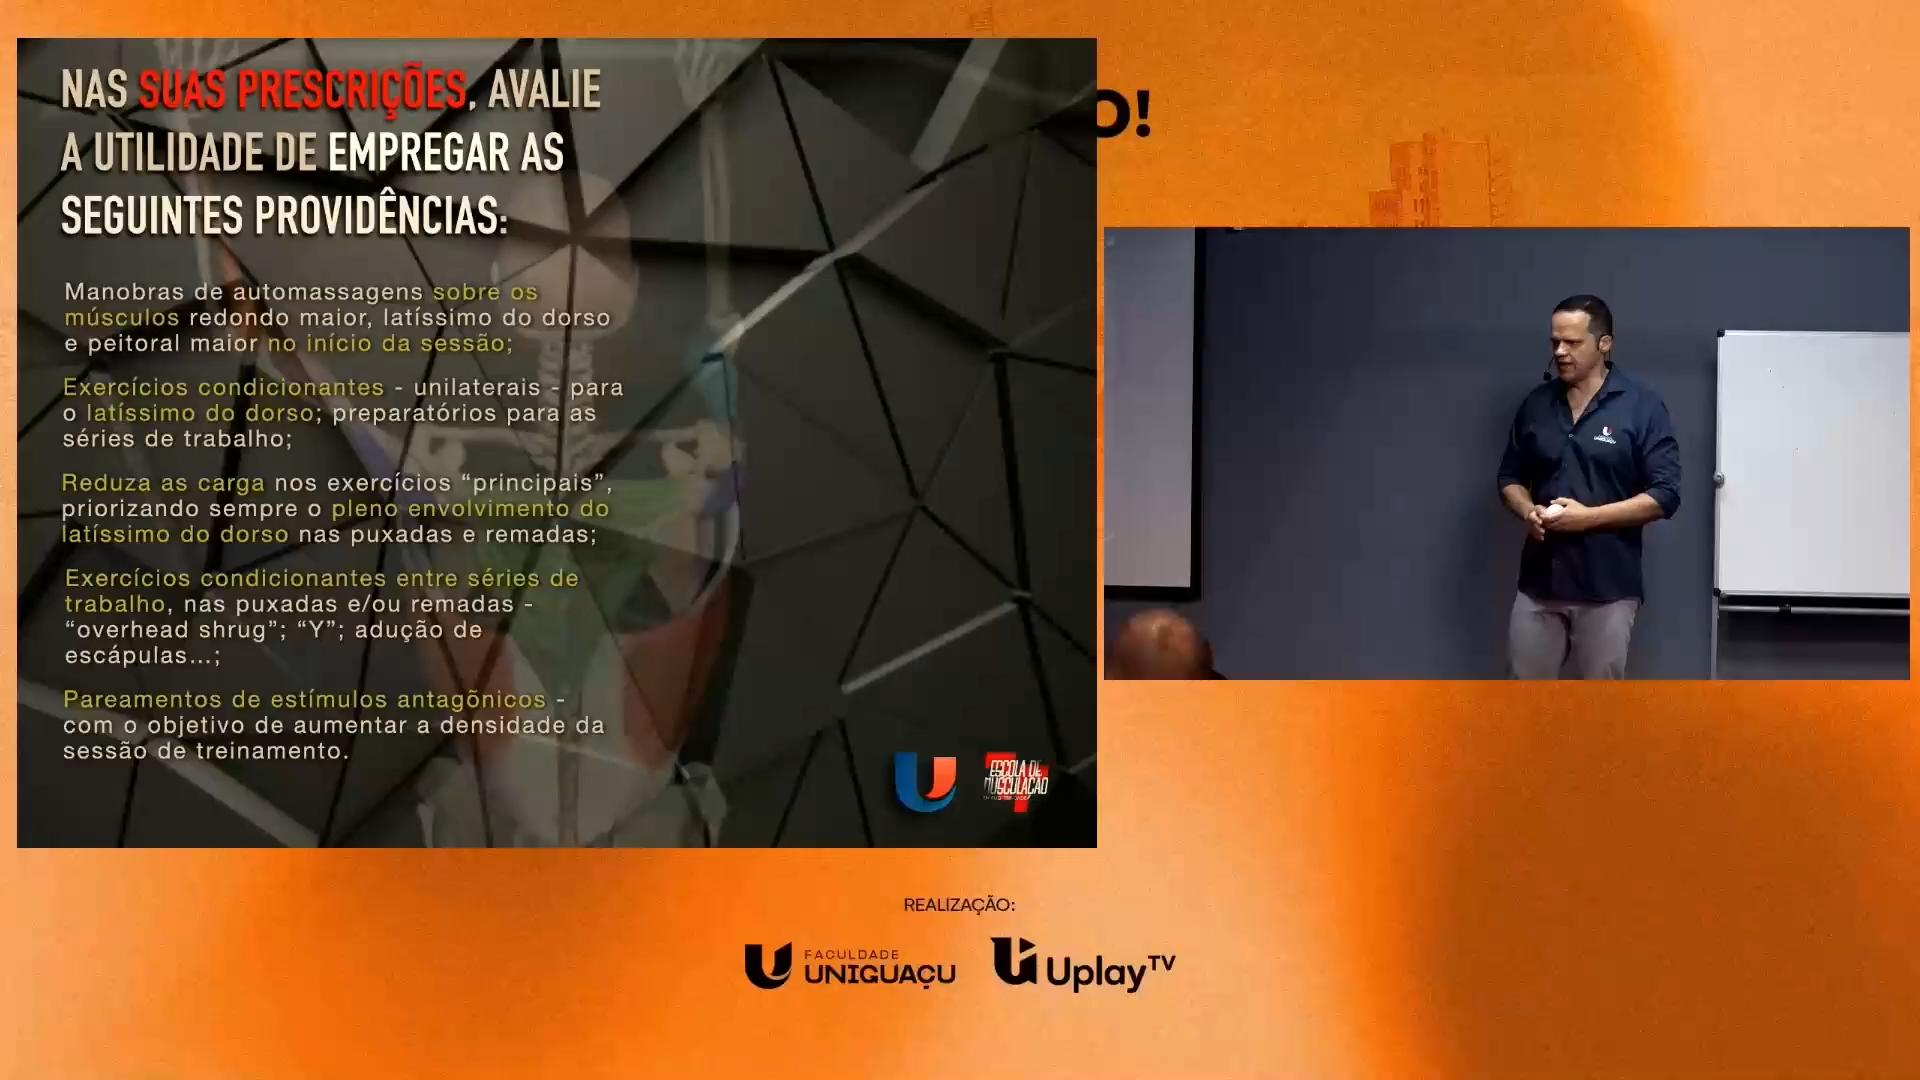 NAS SUAS PRESCRIÇÕES, AVALIE
A UTILIDADE DE EMPREGAR AS
SEGUINTES PROVIDÊNCIAS:
Manobras de automassagens sobre os
músculos redondo maior, latíssimo do dorso
e peitoral maior no início da sessão;
Exercícios condicionantes - unilaterais - para
o latíssimo do dorso; preparatórios para as
séries de trabalho;
Reduza as carga nos exercícios “principais”,
priorizando sempre o pleno envolvimento do
latíssimo do dorso nas puxadas e remadas;
Exercícios condicionantes entre séries de
trabalho, nas puxadas e/ou remadas -
“overhead shrug”; “Y”; adução de
escápulas...;
Pareamentos de estímulos antagõnicos -
com o objetivo de aumentar a densidade da
sessão de treinamento.
ESCOLA DE
MUSCULAÇÃO
O!
REALIZAÇÃO:
FACULDADE
UNIGUAÇU
Uplay TV